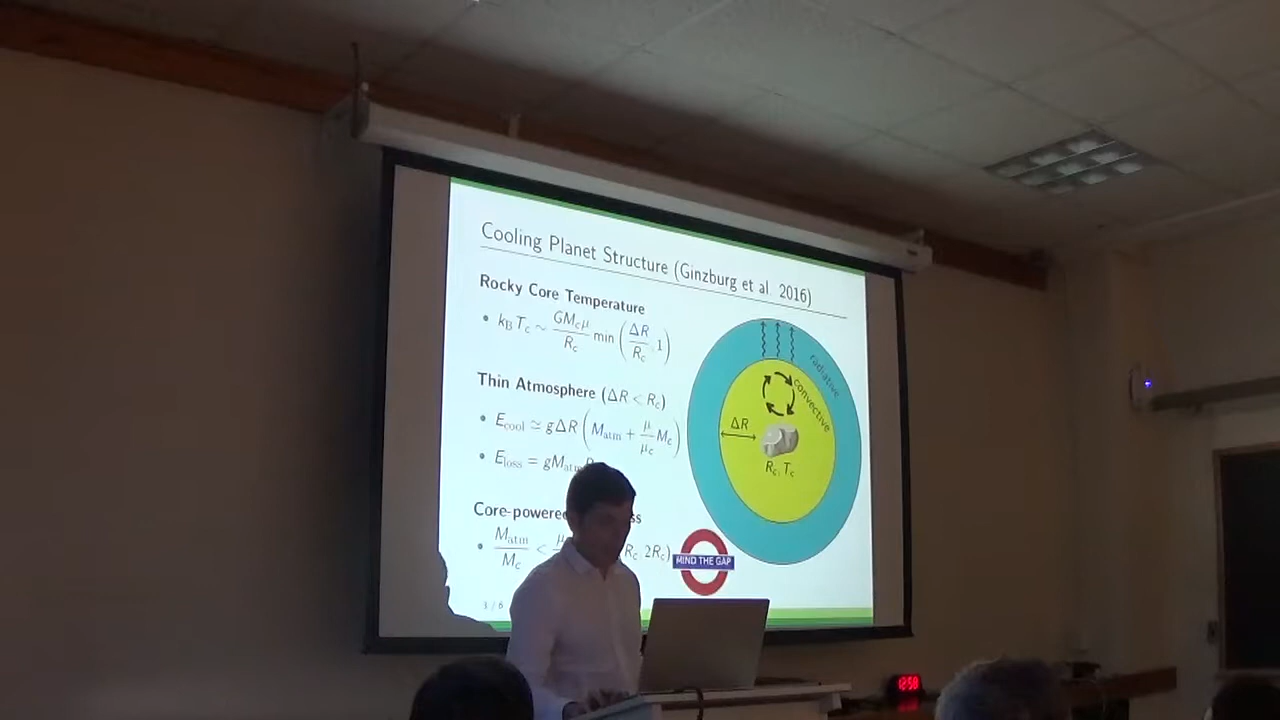 Cooling Planet Structure (Ginzburg et al. 2016)
Rocky Core Temperature
• k_B T_c ~ GM_cμ / R_c min (ΔR / R_c, 1)
Thin Atmosphere (ΔR < R_c)
• E_cool ≃ gΔR (M_atm + μ / μ_c M_c)
• E_loss = gM_atm
Core-powered
• M_atm / M_c < μ R_c 2R_c)
radiative
convective
ΔR
R_c, T_c
MIND THE GAP
3 / 6
12:50